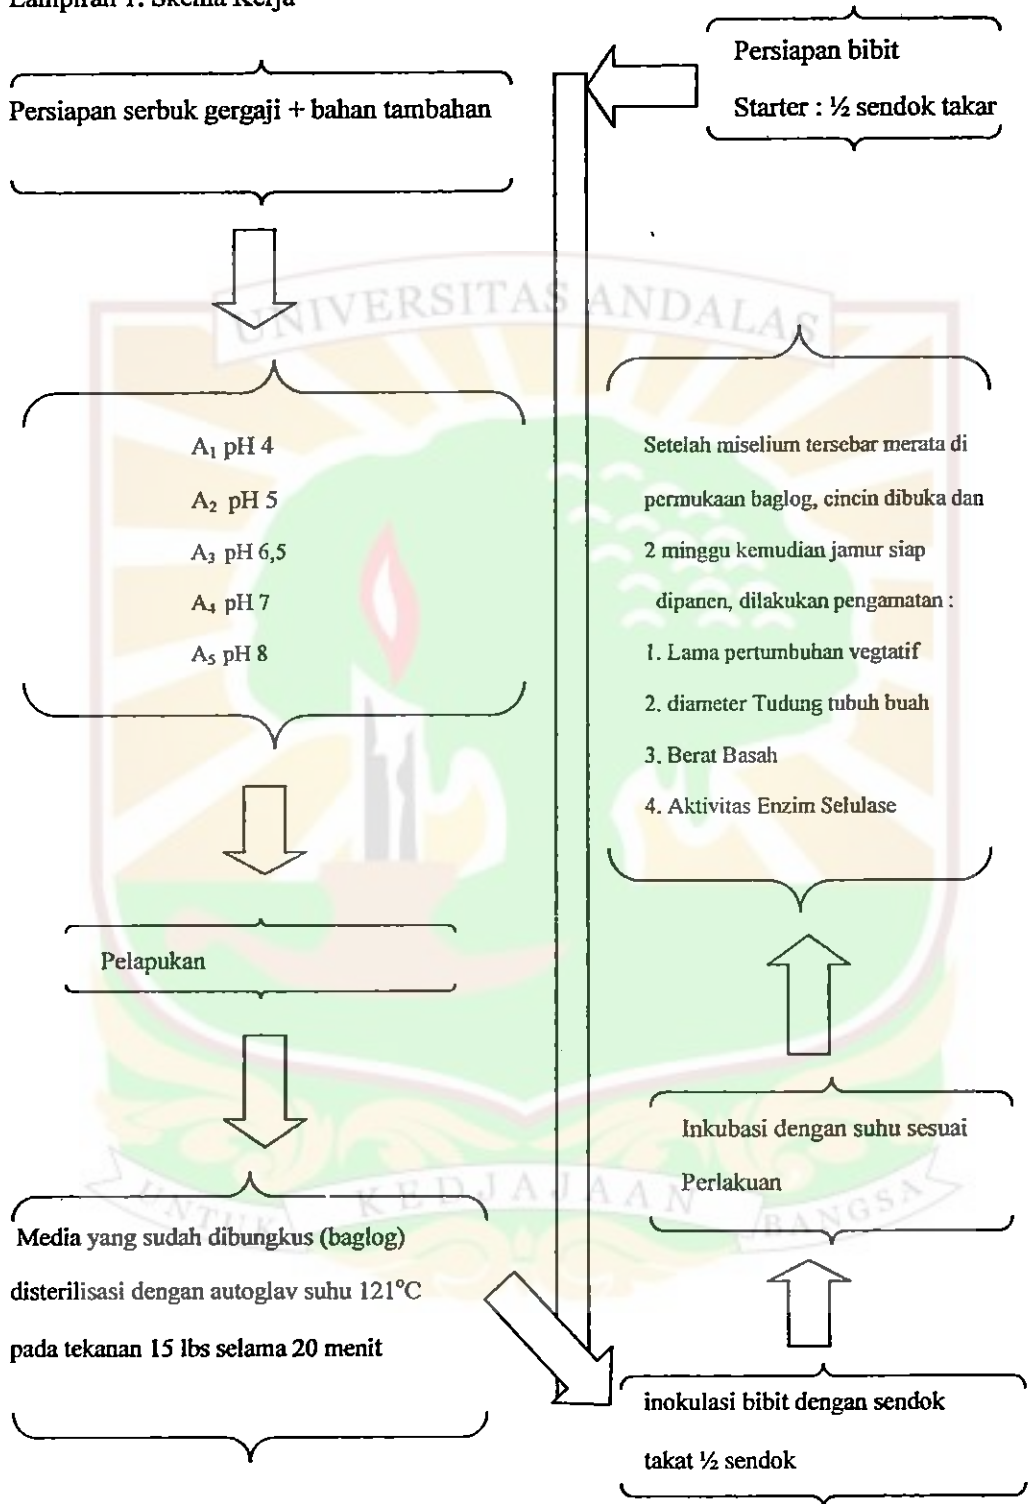 Lampiran 1. Skema Kerja
Persiapan serbuk gergaji + bahan tambahan
A₁ pH 4
A₂ pH 5
A₃ pH 6,5
A₄ pH 7
A₅ pH 8
Pelapukan
Media yang sudah dibungkus (baglog)
disterilisasi dengan autoglav suhu 121°C
pada tekanan 15 lbs selama 20 menit
Persiapan bibit
Starter : ½ sendok takar
inokulasi bibit dengan sendok
takat ½ sendok
Inkubasi dengan suhu sesuai
Perlakuan
Setelah miselium tersebar merata di
permukaan baglog, cincin dibuka dan
2 minggu kemudian jamur siap
dipanen, dilakukan pengamatan :
1. Lama pertumbuhan vegtatif
2. diameter Tudung tubuh buah
3. Berat Basah
4. Aktivitas Enzim Selulase
UNIVERSITAS ANDALAS
UNTUK KEDJAJAAN BANGSA